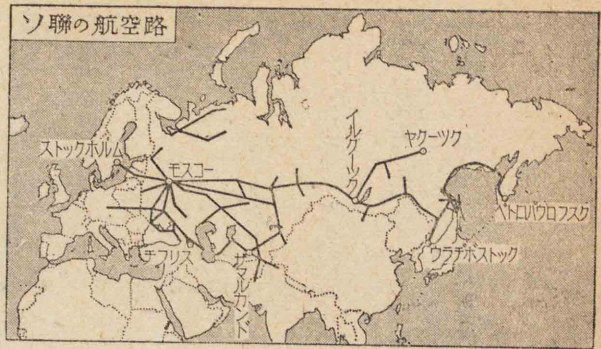 ソ聯の航空路
ストックホルム
モスコー
チフリス
サマルカンド
イルクーツク
ヤクーツク
ウラヂボストック
ペトロパウロフスク